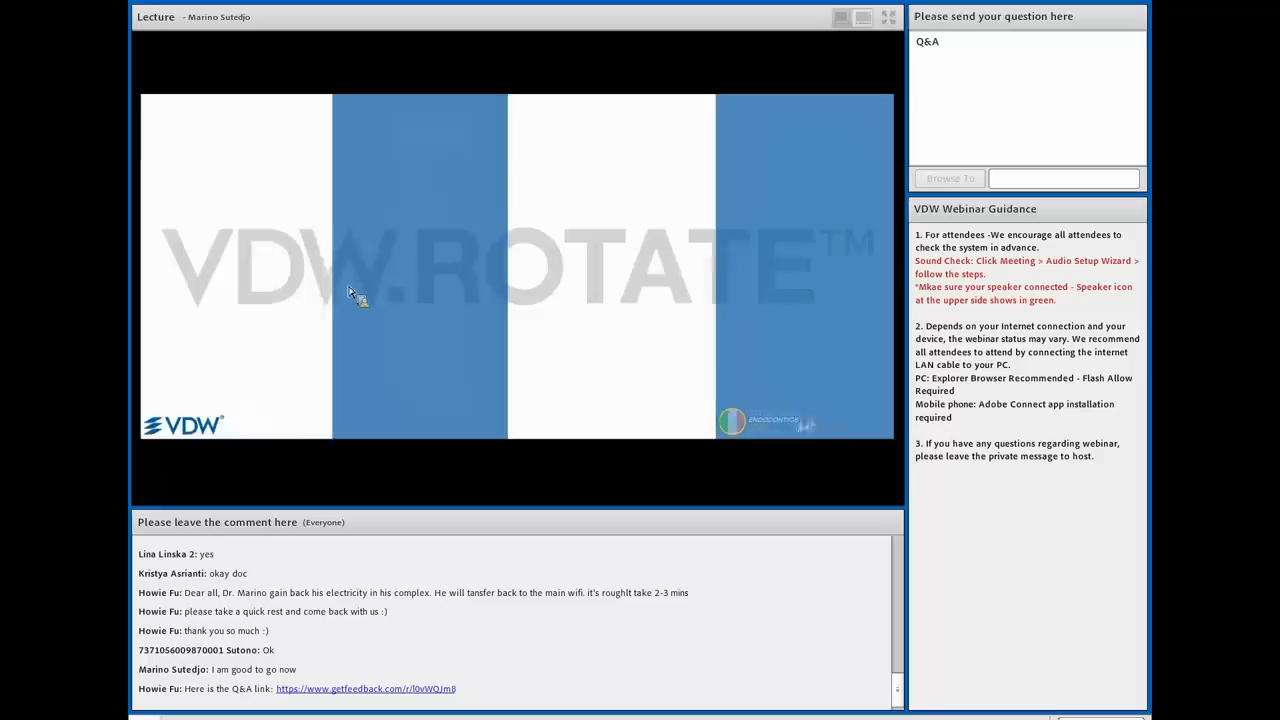 Lecture - Marino Sutedjo
VDW.ROTATE™
VDW®
ENDODONTICS
Please leave the comment here (Everyone)
Lina Linska 2: yes
Kristya Asrianti: okay doc
Howie Fu: Dear all, Dr. Marino gain back his electricity in his complex. He will tansfer back to the main wifi. it's roughlt take 2-3 mins
Howie Fu: please take a quick rest and come back with us :)
Howie Fu: thank you so much :)
7371056009870001 Sutono: Ok
Marino Sutedjo: I am good to go now
Howie Fu: Here is the Q&A link: https://www.getfeedback.com/r/l0vWQJm8
Please send your question here
Q&A
Browse To
VDW Webinar Guidance
1. For attendees -We encourage all attendees to
check the system in advance.
Sound Check: Click Meeting > Audio Setup Wizard >
follow the steps.
*Mkae sure your speaker connected - Speaker icon
at the upper side shows in green.
2. Depends on your Internet connection and your
device, the webinar status may vary. We recommend
all attendees to attend by connecting the internet
LAN cable to your PC.
PC: Explorer Browser Recommended - Flash Allow
Required
Mobile phone: Adobe Connect app installation
required
3. If you have any questions regarding webinar,
please leave the private message to host.